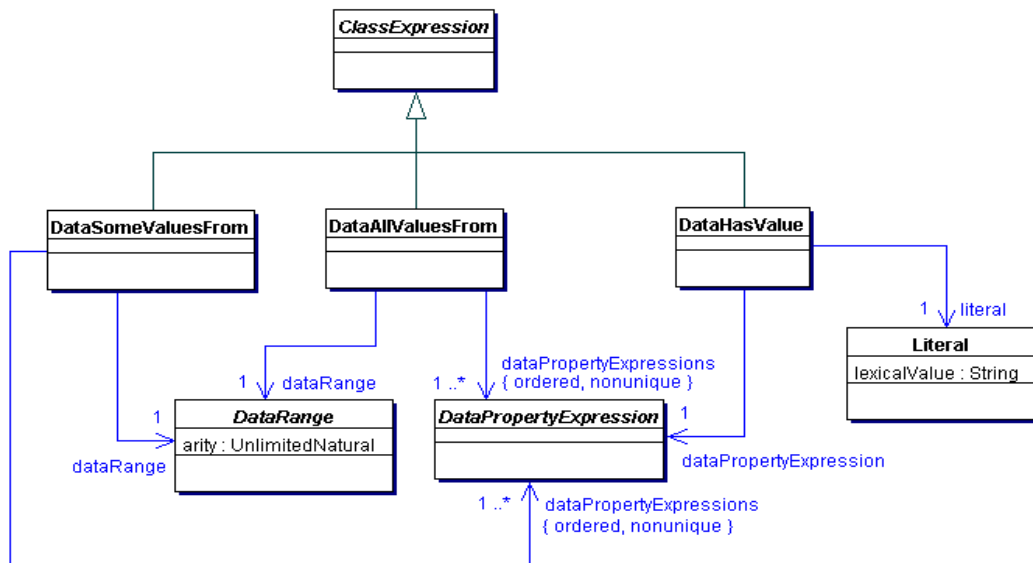 ClassExpression
DataSomeValuesFrom
DataAllValuesFrom
DataHasValue
1
literal
Literal
lexicalValue : String
dataPropertyExpressions
1 ..*
{ ordered, nonunique }
1
dataRange
DataRange
arity : UnlimitedNatural
1
dataRange
DataPropertyExpression
1
dataPropertyExpression
1 ..*
dataPropertyExpressions
{ ordered, nonunique }